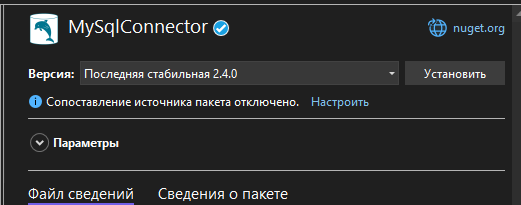 MySqlConnector nuget.org
Версия: Последняя стабильная 2.4.0 Установить
Сопоставление источника пакета отключено. Настроить
Параметры
Файл сведений Сведения о пакете